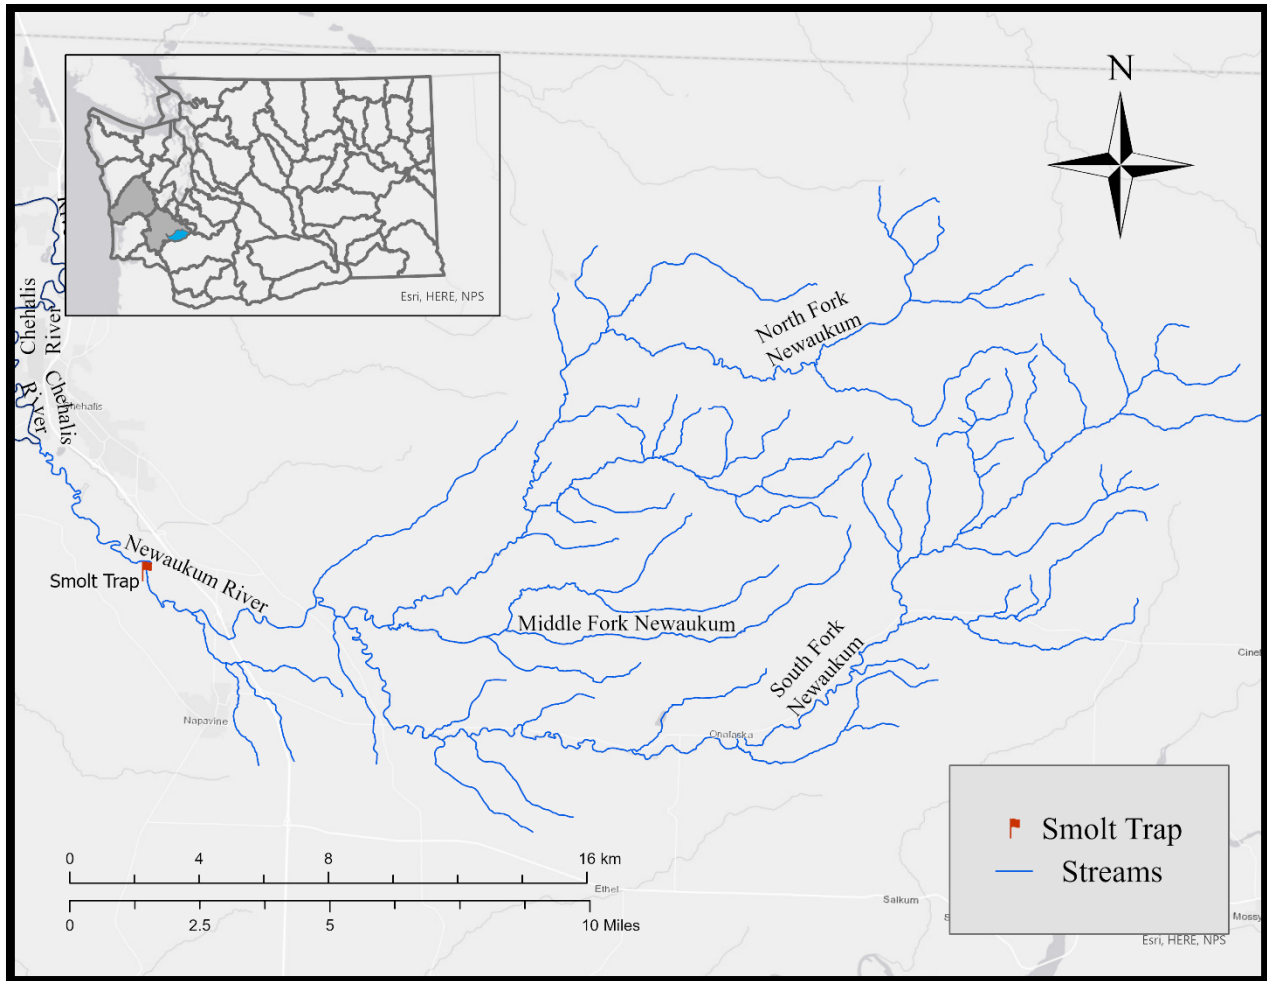 N
Esri, HERE, NPS
Chehalis
River
Chehalis
River
North Fork
Newaukum
Newaukum River
Smolt Trap
Middle Fork Newaukum
South Fork
Newaukum
Napavine
Onalaska
Smolt Trap
Streams
0 4 8 16 km
0 2.5 5 10 Miles
Ethel
Salkum
Esri, HERE, NPS